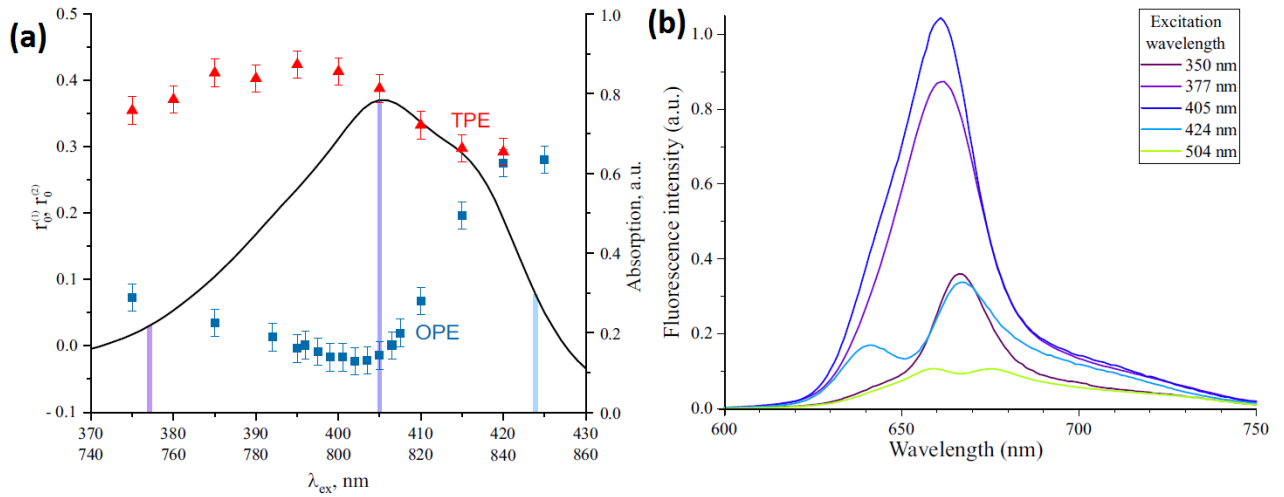 (a)
0.5
0.4
0.3
0.2
0.1
0.0
- 0.1
r₀⁽¹⁾, r₀⁽²⁾
TPE
OPE
1.0
0.8
0.6
0.4
0.2
0.0
Absorption, a.u.
370 380 390 400 410 420 430
740 760 780 800 820 840 860
λex, nm
(b)
1.0
0.8
0.6
0.4
0.2
0.0
Fluorescence intensity (a.u.)
Excitation
wavelength
350 nm
377 nm
405 nm
424 nm
504 nm
600 650 700 750
Wavelength (nm)